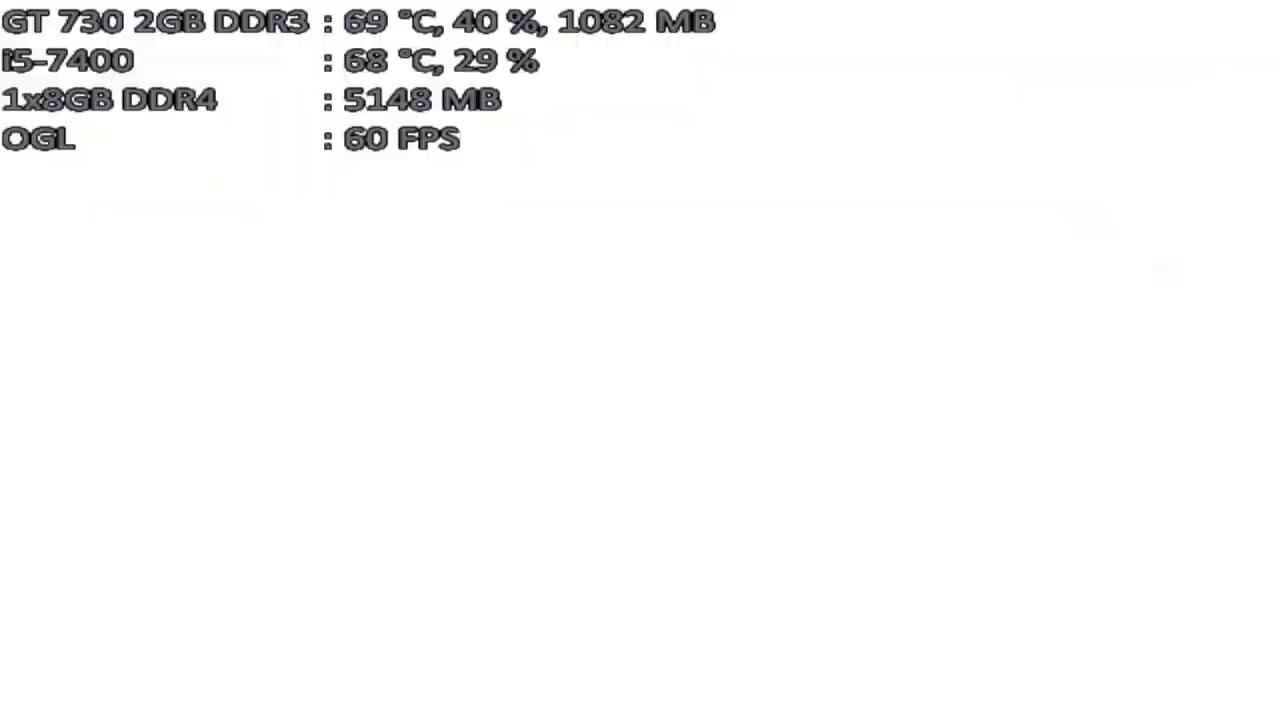 GT 730 2GB DDR3 : 69 °C, 40 %, 1082 MB
i5-7400 : 68 °C, 29 %
1x8GB DDR4 : 5148 MB
OGL : 60 FPS